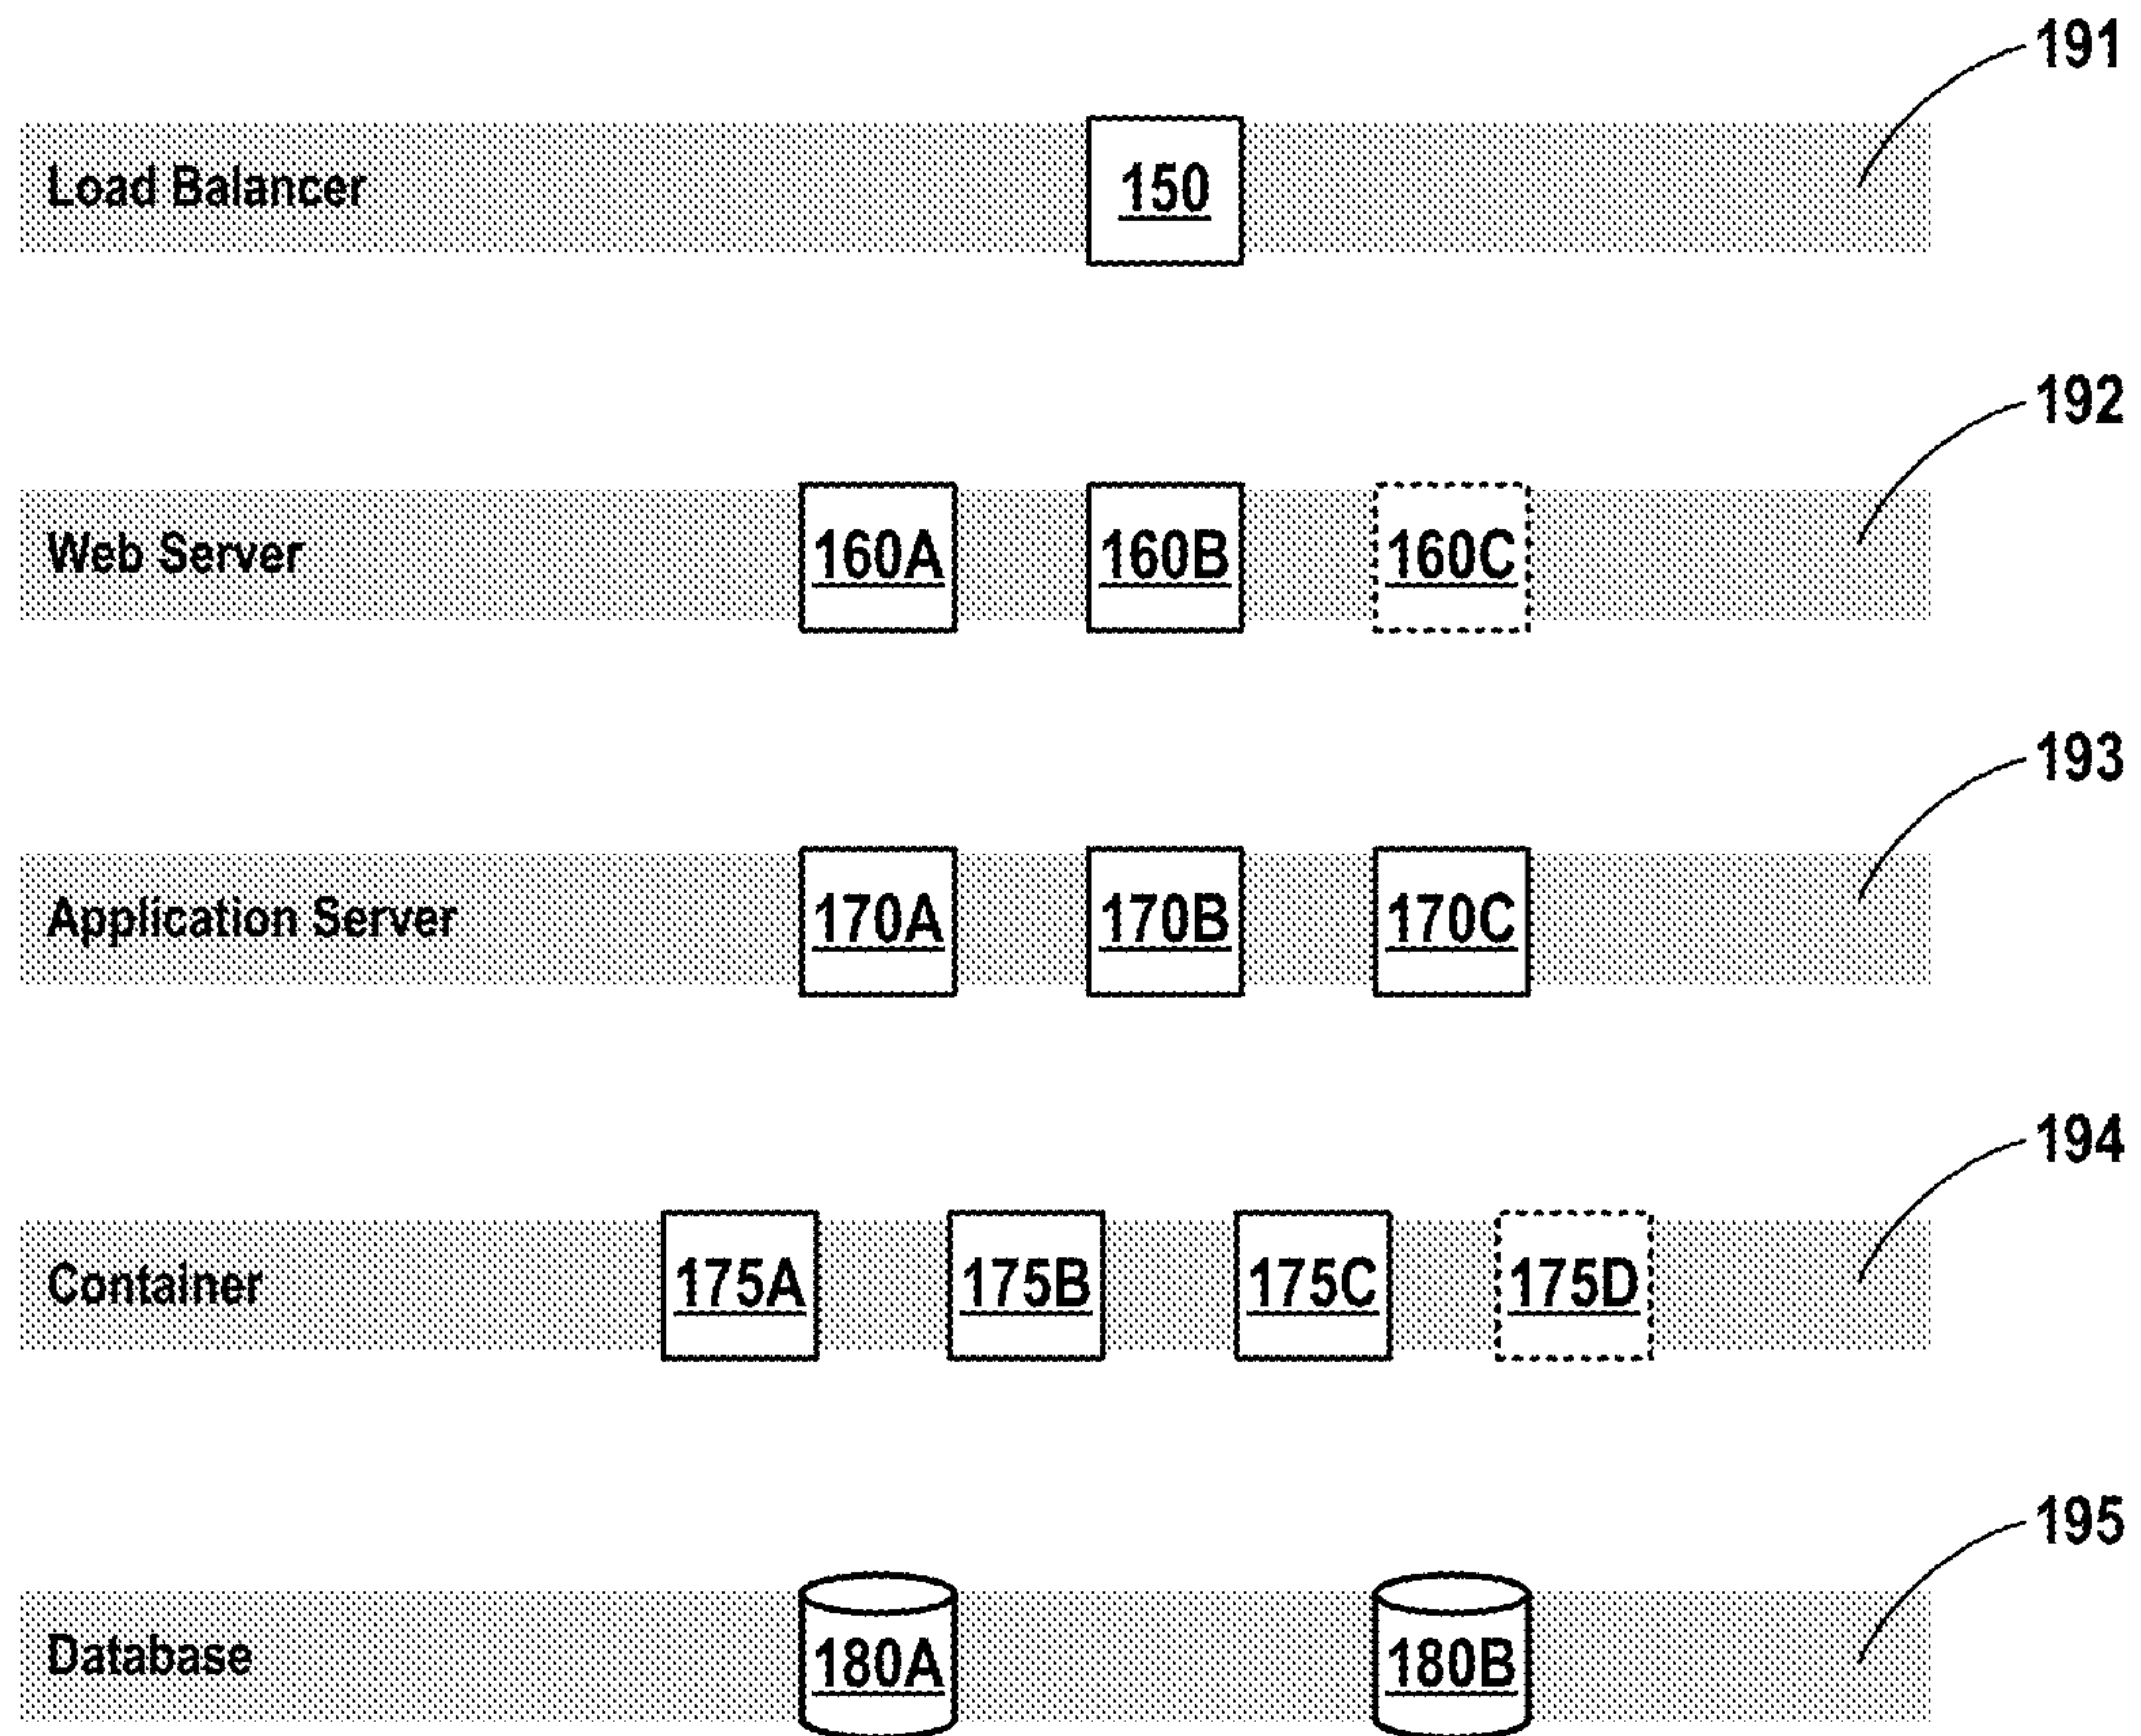 191
Load Balancer 150
192
Web Server 160A 160B 160C
193
Application Server 170A 170B 170C
194
Container 175A 175B 175C 175D
195
Database 180A 180B